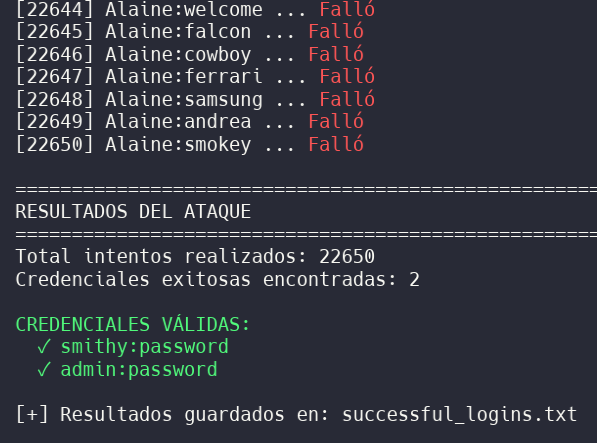 [22644] Alaine:welcome ... Falló
[22645] Alaine:falcon ... Falló
[22646] Alaine:cowboy ... Falló
[22647] Alaine:ferrari ... Falló
[22648] Alaine:samsung ... Falló
[22649] Alaine:andrea ... Falló
[22650] Alaine:smokey ... Falló
====================================================
RESULTADOS DEL ATAQUE
====================================================
Total intentos realizados: 22650
Credenciales exitosas encontradas: 2
CREDENCIALES VÁLIDAS:
✓ smithy:password
✓ admin:password
[+] Resultados guardados en: successful_logins.txt